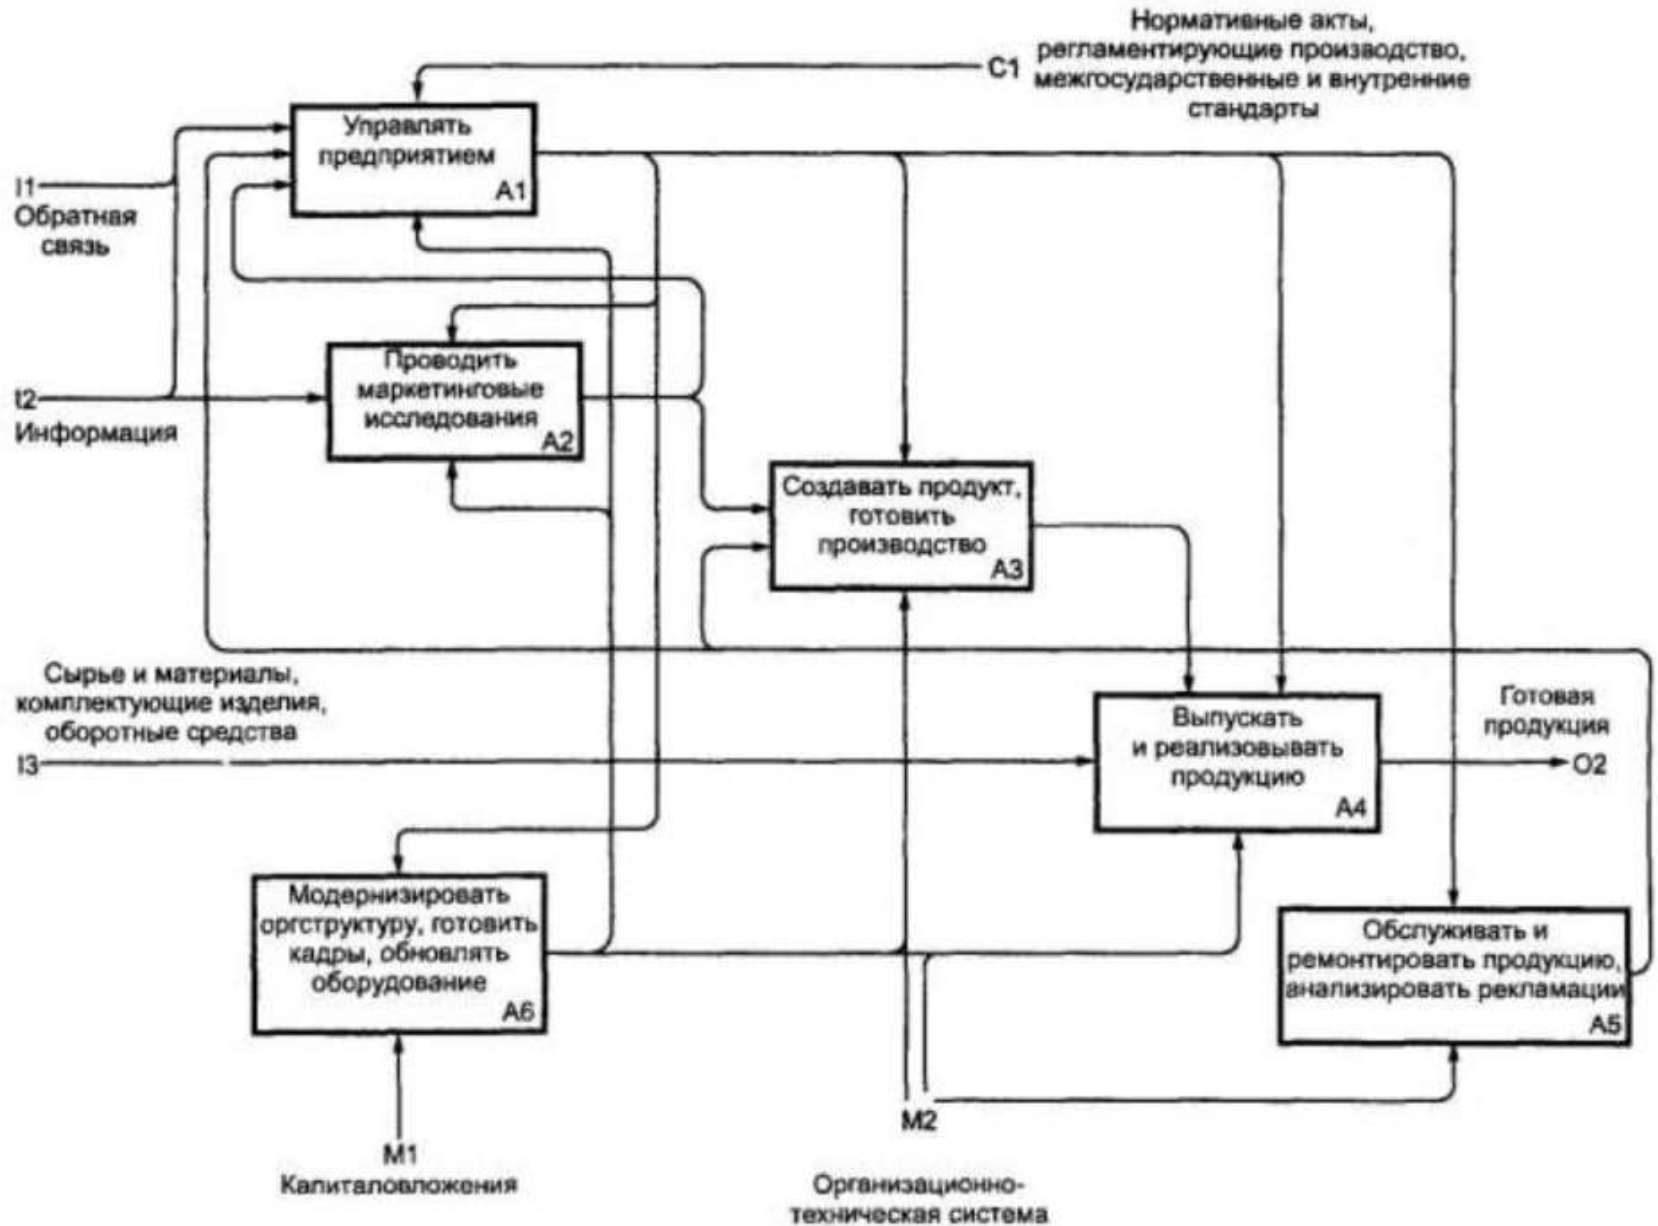 Нормативные акты,
регламентирующие производство,
C1
межгосударственные и внутренние
стандарты
Управлять
предприятием
A1
I1
Обратная
связь
Проводить
маркетинговые
исследования
A2
I2
Информация
Создавать продукт,
готовить
производство
A3
Сырье и материалы,
комплектующие изделия,
оборотные средства
I3
Выпускать
и реализовывать
продукцию
A4
Готовая
продукция
O2
Модернизировать
оргструктуру, готовить
кадры, обновлять
оборудование
A6
Обслуживать и
ремонтировать продукцию,
анализировать рекламации
A5
M1
Капиталовложения
M2
Организационно-
техническая система